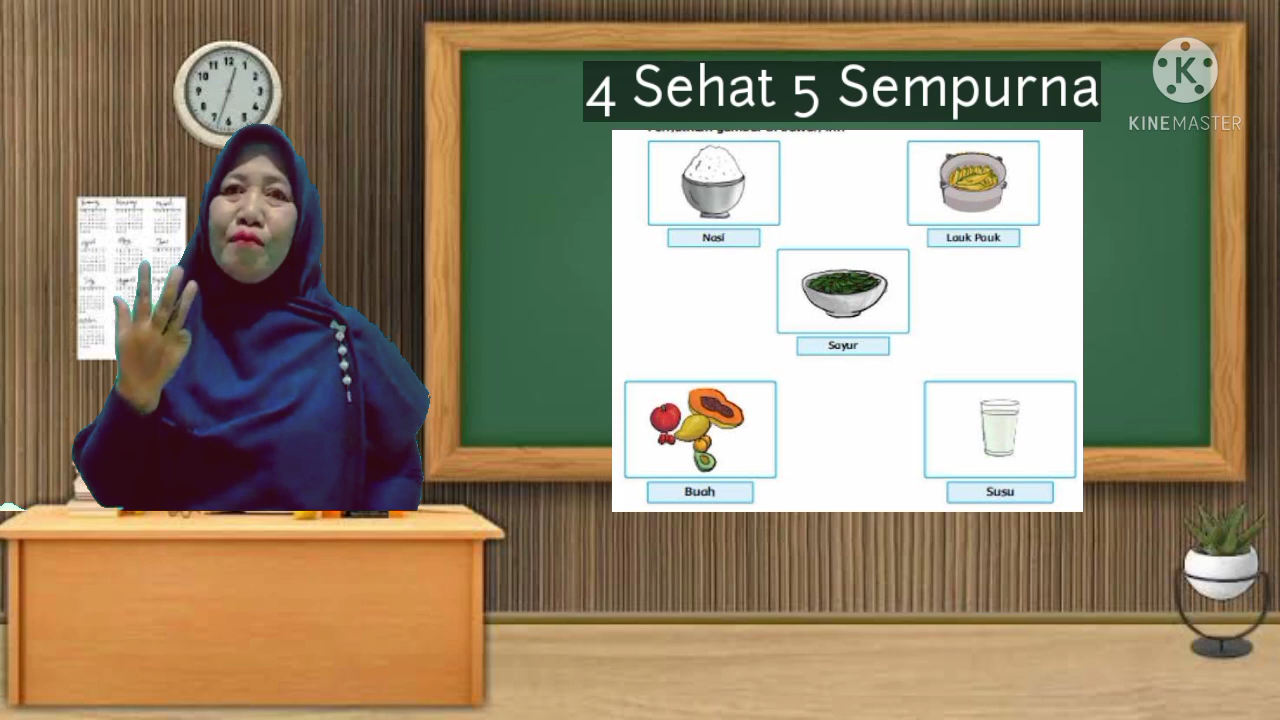 4 Sehat 5 Sempurna
KINEMASTER
Nasi
Lauk Pauk
Sayur
Buah
Susu